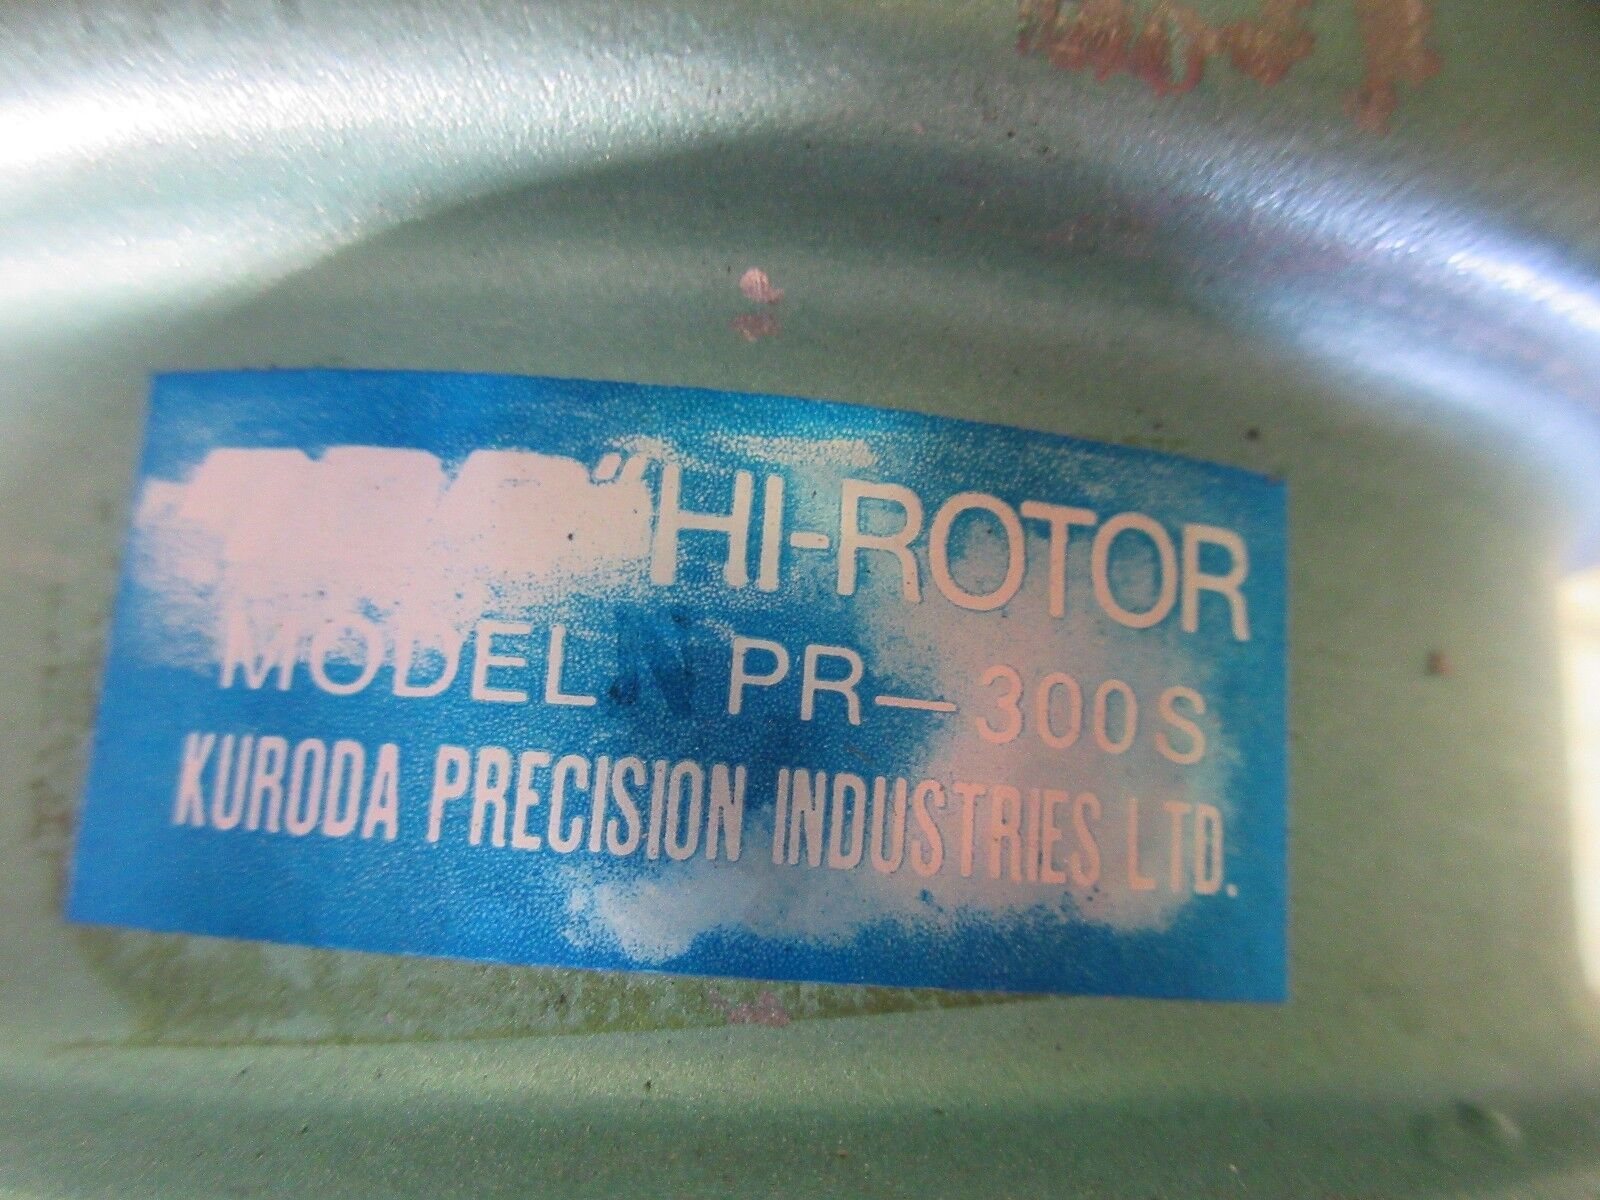 "HI-ROTOR
MODEL N PR-300S
KURODA PRECISION INDUSTRIES LTD.